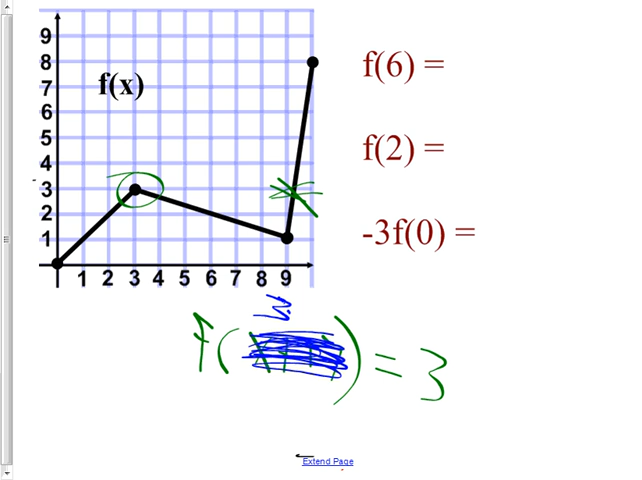 9
8
7
6
5
4
3
2
1
f(x)
1 2 3 4 5 6 7 8 9
f(6) =
f(2) =
-3f(0) =
f( ) = 3
Extend Page